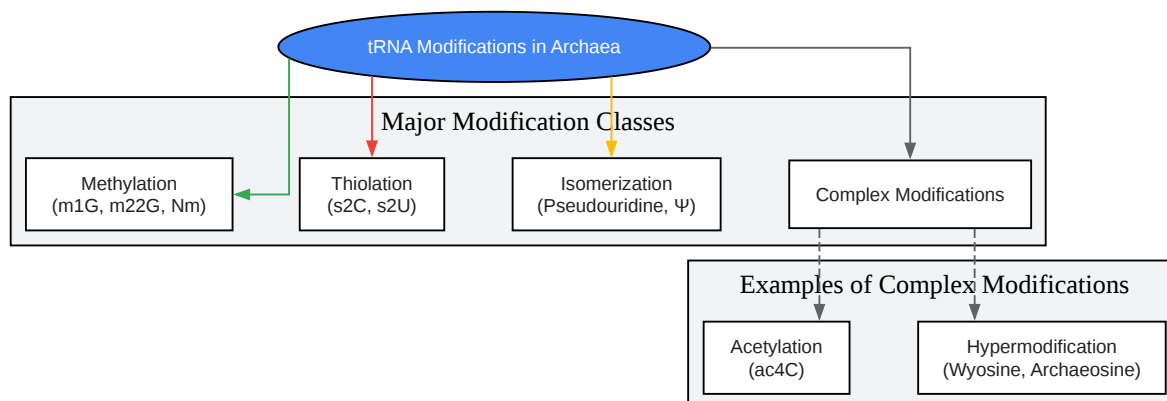 tRNA Modifications in Archaea
Major Modification Classes
Methylation
(m1G, m22G, Nm)
Thiolation
(s2C, s2U)
Isomerization
(Pseudouridine, Ψ)
Complex Modifications
Examples of Complex Modifications
Acetylation
(ac4C)
Hypermodification
(Wyosine, Archaeosine)